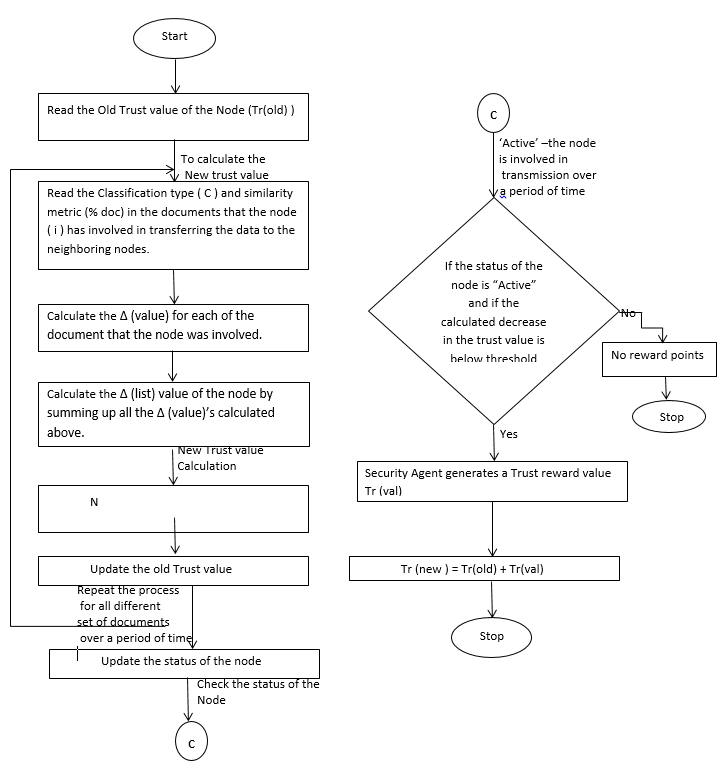 Start
Read the Old Trust value of the Node (Tr(old) )
To calculate the
New trust value
Read the Classification type ( C ) and similarity
metric (% doc) in the documents that the node
( i ) has involved in transferring the data to the
neighboring nodes.
Calculate the Δ (value) for each of the
document that the node was involved.
Calculate the Δ (list) value of the node by
summing up all the Δ (value)'s calculated
above.
New Trust value
Calculation
N
Update the old Trust value
Repeat the process
for all different
set of documents
over a period of time
Update the status of the node
Check the status of the
Node
C
C
‘Active’ –the node
is involved in
transmission over
a period of time
If the status of the
node is “Active”
and if the
calculated decrease
in the trust value is
below threshold
No
No reward points
Stop
Yes
Security Agent generates a Trust reward value
Tr (val)
Tr (new ) = Tr(old) + Tr(val)
Stop